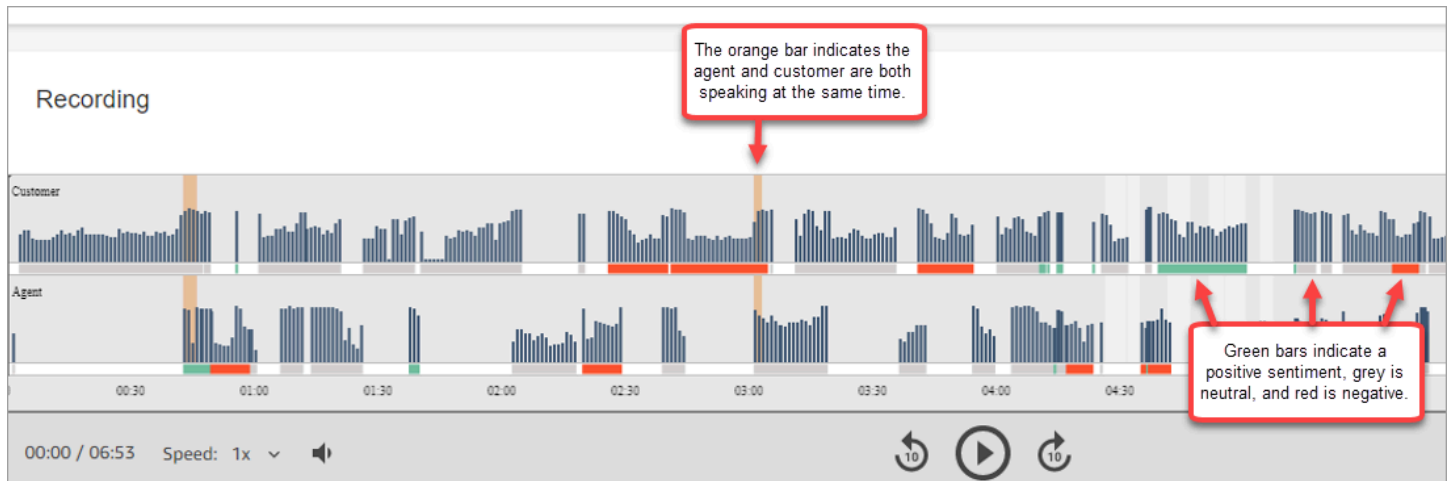 The orange bar indicates the
agent and customer are both
speaking at the same time.
Recording
Customer
Agent
Green bars indicate a
positive sentiment, grey is
neutral, and red is negative.
00:30 01:00 01:30 02:00 02:30 03:00 03:30 04:00 04:30
00:00 / 06:53 Speed: 1x 10 10